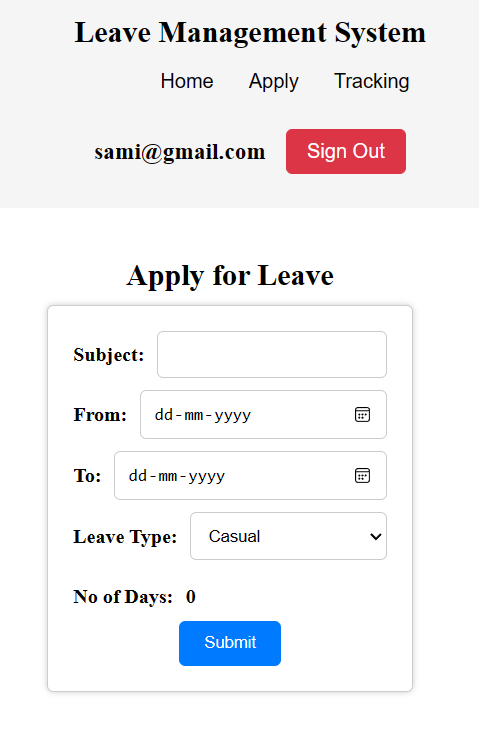 Leave Management System
Home Apply Tracking
sami@gmail.com Sign Out
Apply for Leave
Subject:
From: dd-mm-yyyy
To: dd-mm-yyyy
Leave Type: Casual
No of Days: 0
Submit